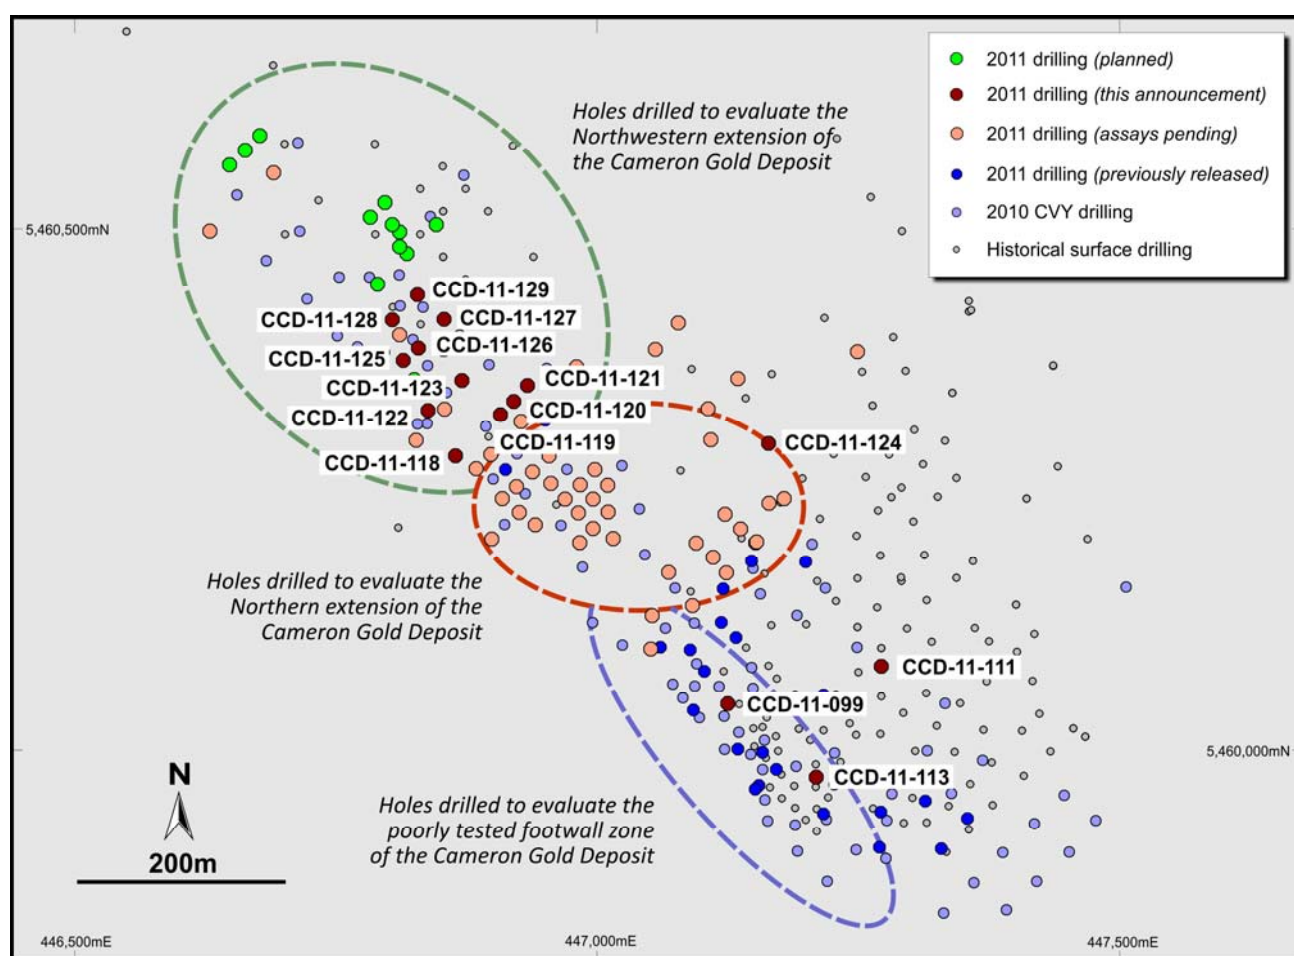 2011 drilling (planned)
2011 drilling (this announcement)
2011 drilling (assays pending)
2011 drilling (previously released)
2010 CVY drilling
Historical surface drilling
Holes drilled to evaluate the
Northwestern extension of
the Cameron Gold Deposit
5,460,500mN
CCD-11-129
CCD-11-128
CCD-11-127
CCD-11-126
CCD-11-125
CCD-11-121
CCD-11-123
CCD-11-120
CCD-11-122
CCD-11-119
CCD-11-124
CCD-11-118
Holes drilled to evaluate the
Northern extension of the
Cameron Gold Deposit
CCD-11-111
CCD-11-099
5,460,000mN
CCD-11-113
N
200m
Holes drilled to evaluate the
poorly tested footwall zone
of the Cameron Gold Deposit
446,500mE
447,000mE
447,500mE